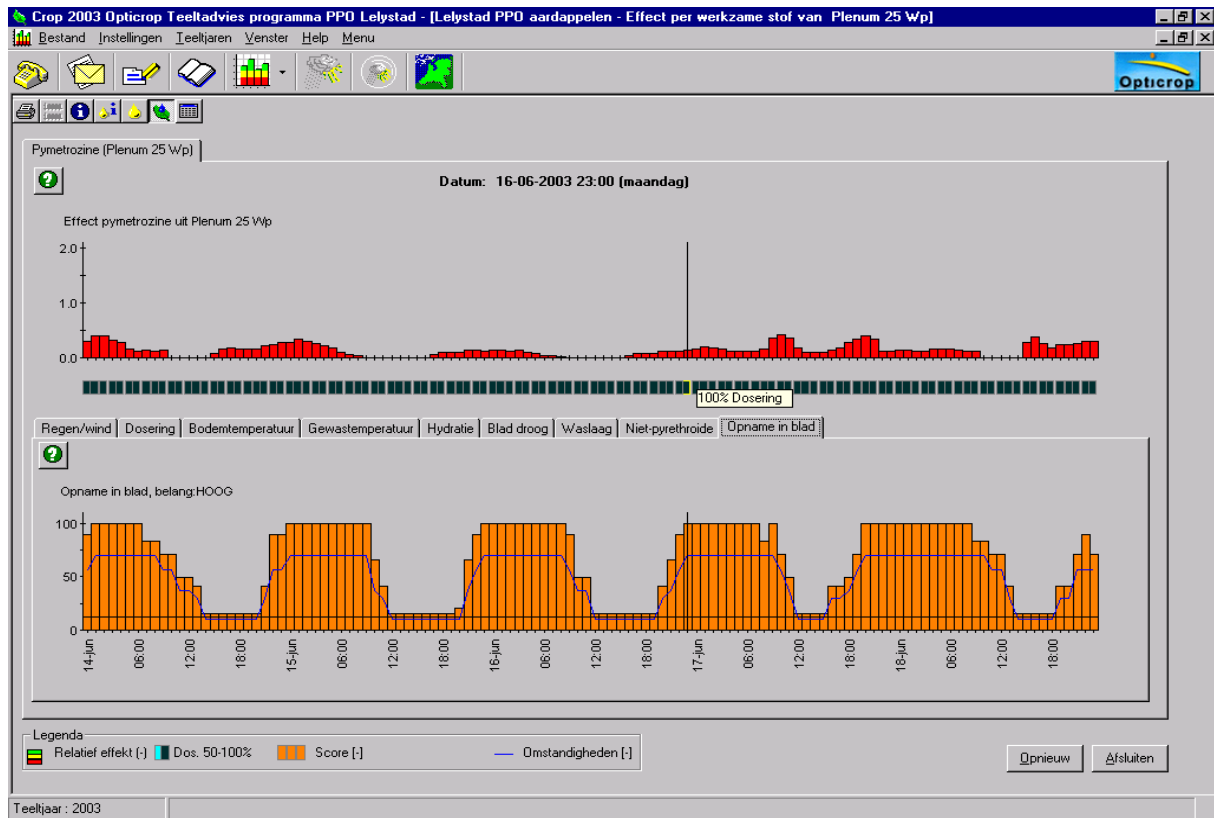 Crop 2003 Opticrop Teeltadvies programma PPO Lelystad - [Lelystad PPO aardappelen - Effect per werkzame stof van Plenum 25 Wp]
Bestand Instellingen Teeltjaren Venster Help Menu
Opticrop
Pymetrozine (Plenum 25 Wp)
Datum: 16-06-2003 23:00 (maandag)
Effect pymetrozine uit Plenum 25 Wp
2.0
1.0
0.0
100% Dosering
Regen/wind Dosering Bodemtemperatuur Gewastemperatuur Hydratie Blad droog Waslaag Niet-pyrethroide Opname in blad
Opname in blad, belang:HOOG
100
50
0
14-jun 06:00 12:00 18:00 15-jun 06:00 12:00 18:00 16-jun 06:00 12:00 18:00 17-jun 06:00 12:00 18:00 18-jun 06:00 12:00 18:00
Legenda
Relatief effekt (-) Dos. 50-100% Score [-] Omstandigheden [-]
Opnieuw Afsluiten
Teeltjaar : 2003